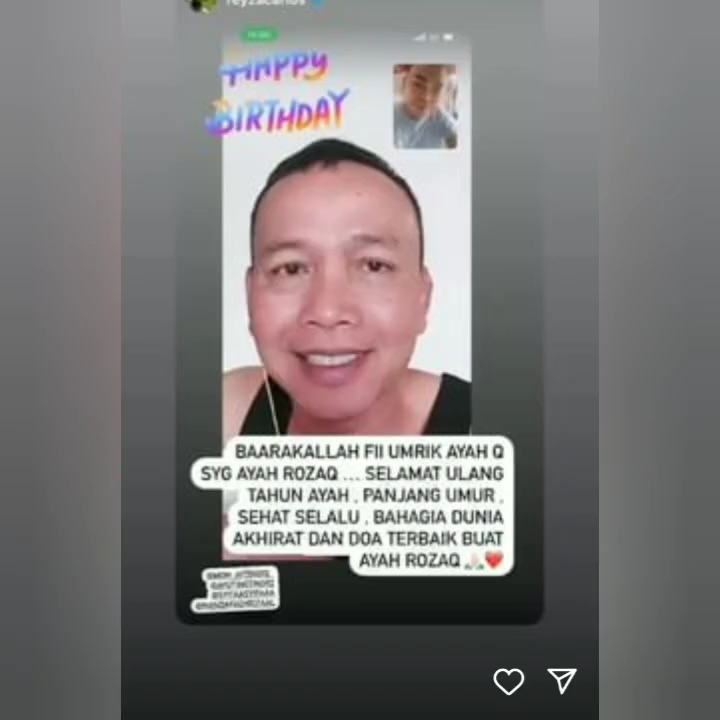 reyzacarlos
HAPPY
BIRTHDAY
BAARAKALLAH FII UMRIK AYAH Q
SYG AYAH ROZAQ ... SELAMAT ULANG
TAHUN AYAH , PANJANG UMUR ,
SEHAT SELALU , BAHAGIA DUNIA
AKHIRAT DAN DOA TERBAIK BUAT
AYAH ROZAQ 🙏🏻❤️